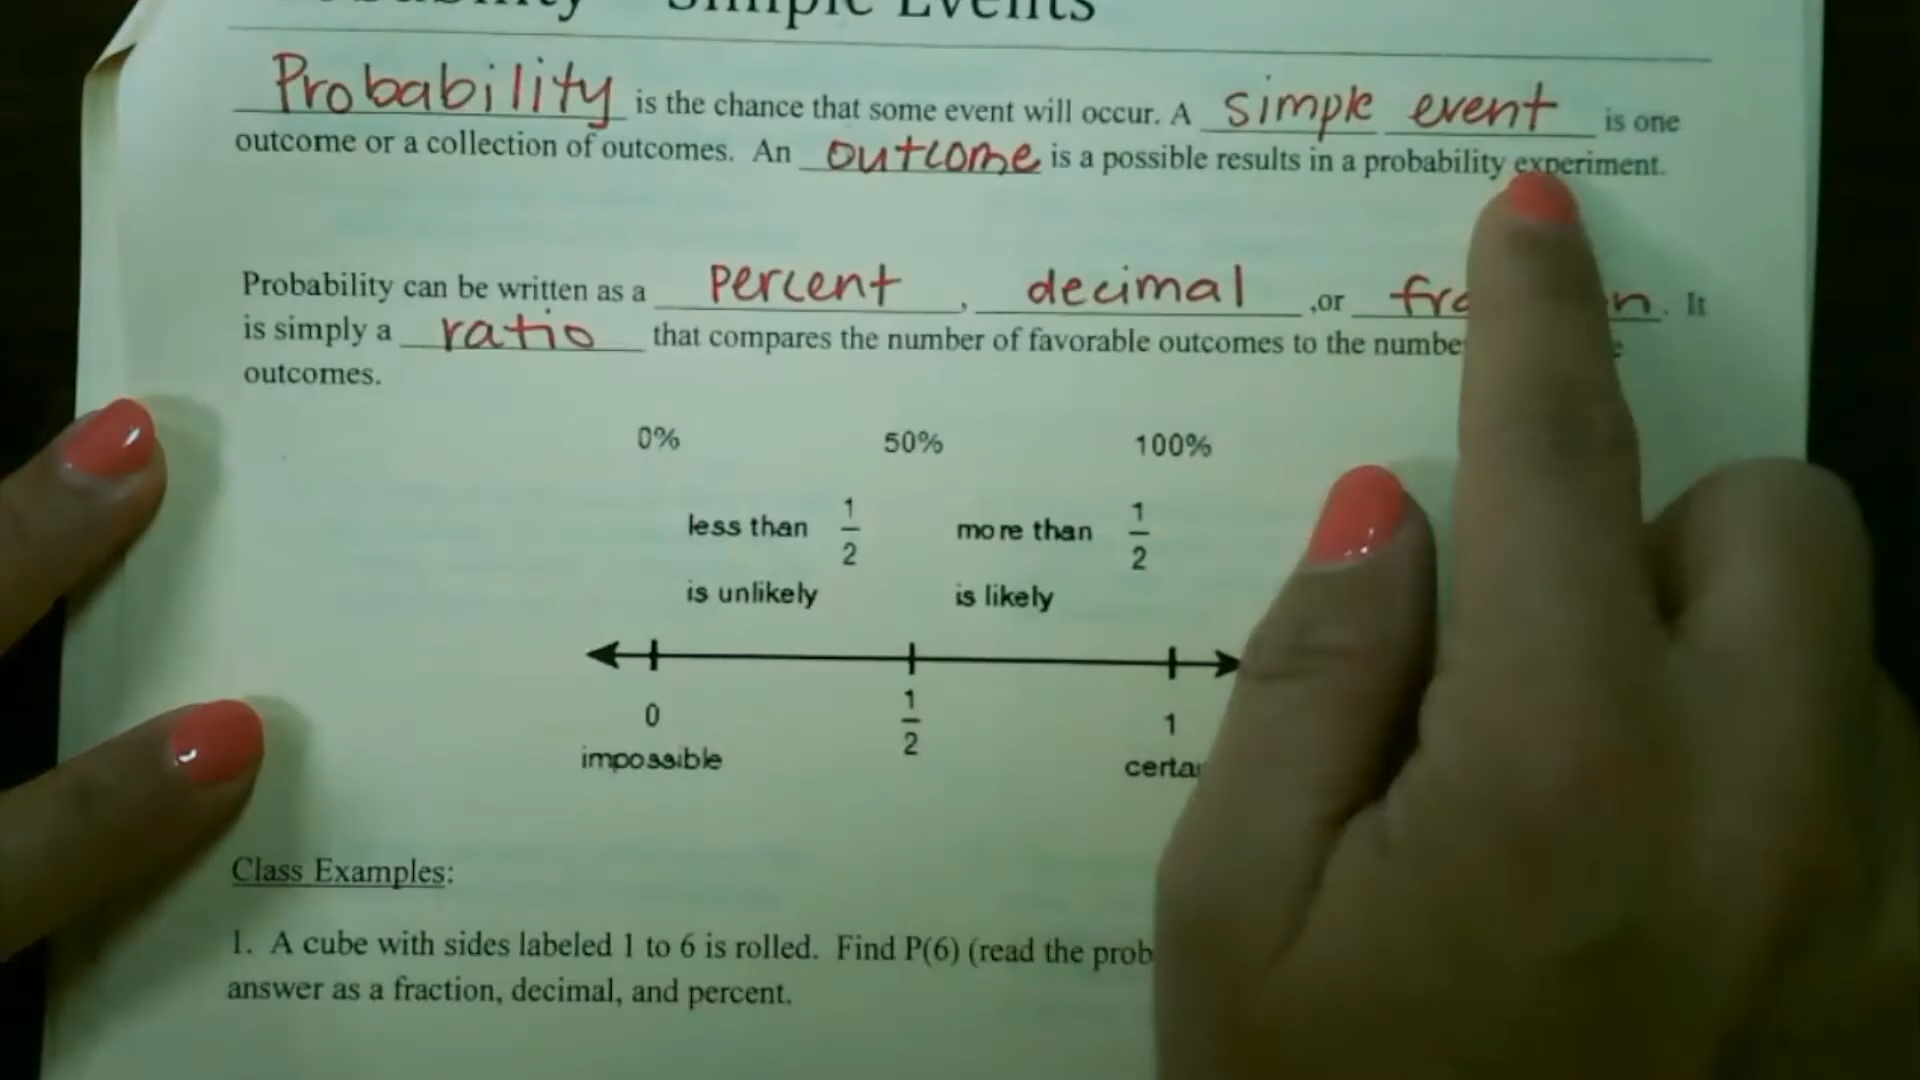 Simple Events
Probability is the chance that some event will occur. A simple event is one
outcome or a collection of outcomes. An outcome is a possible results in a probability experiment.
Probability can be written as a percent, decimal, or. It
is simply a ratio that compares the number of favorable outcomes to the
outcomes.
0% 50% 100%
less than 1/2 more than 1/2
is unlikely is likely
0 1/2 1
impossible
Class Examples:
1. A cube with sides labeled 1 to 6 is rolled. Find P(6) (read the
answer as a fraction, decimal, and percent.